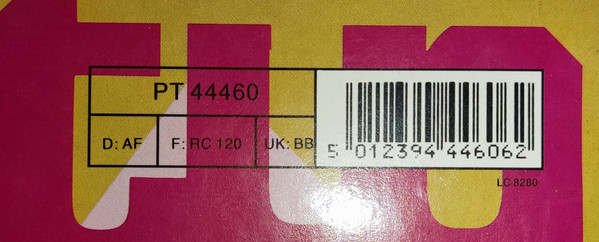 PT 44460
D: AF F: RC 120 UK: BB
5 012394 446062
LC 8280